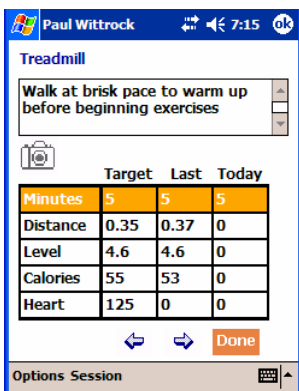 Paul Wittrock 7:15 ok
Treadmill
Walk at brisk pace to warm up
before beginning exercises
Target Last Today
Minutes 5 5 5
Distance 0.35 0.37 0
Level 4.6 4.6 0
Calories 55 53 0
Heart 125 0 0
Done
Options Session